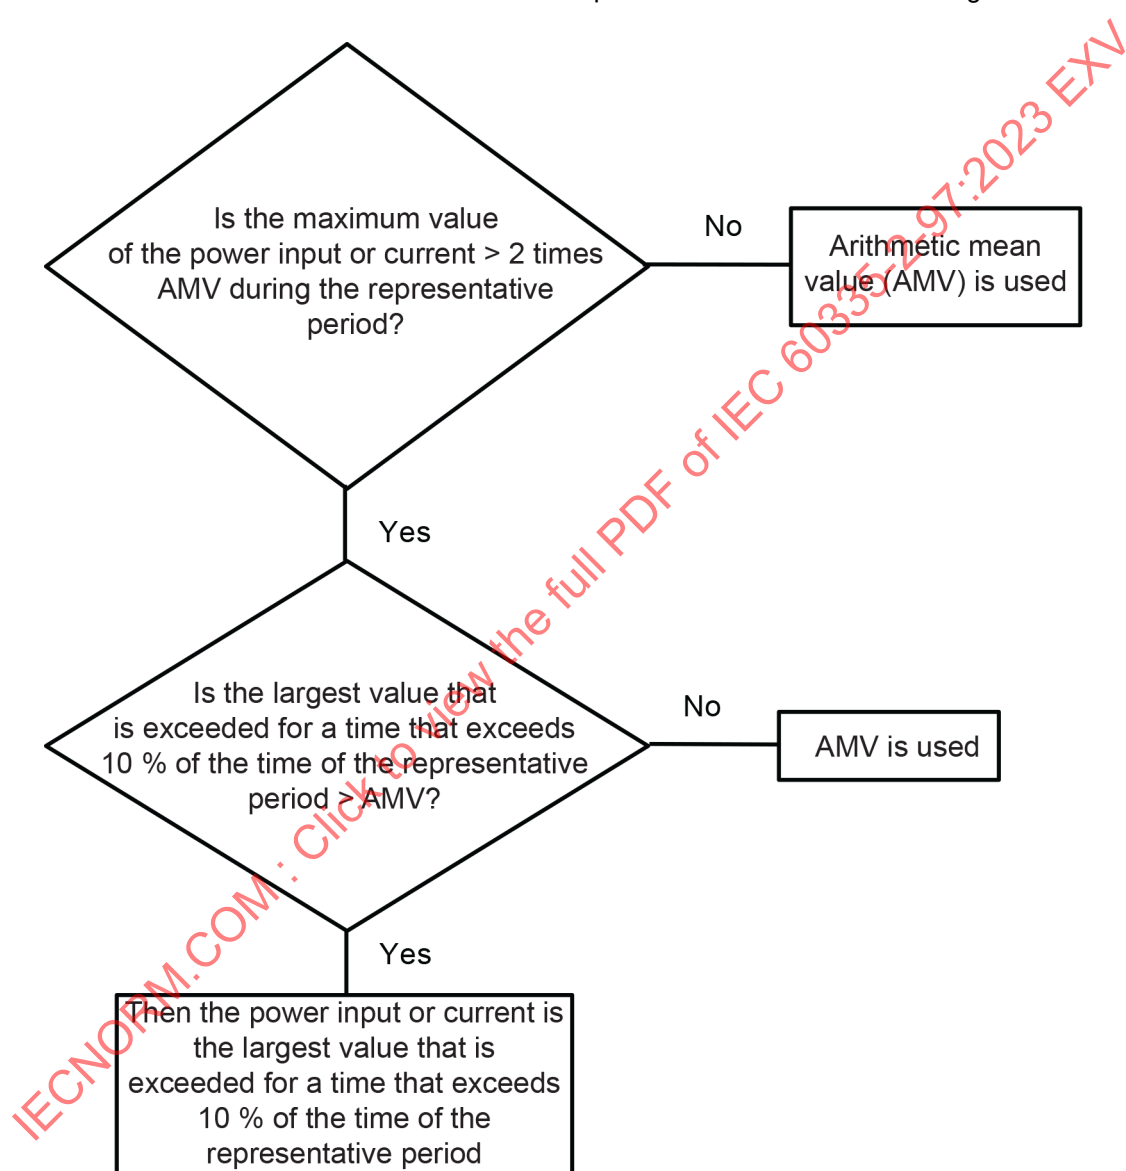 Is the maximum value
of the power input or current > 2 times
AMV during the representative
period?
No
Arithmetic mean
value (AMV) is used
Yes
Is the largest value that
is exceeded for a time that exceeds
10 % of the time of the representative
period > AMV?
No
AMV is used
Yes
Then the power input or current is
the largest value that is
exceeded for a time that exceeds
10 % of the time of the
representative period
IECNORM.COM : Click to view the full PDF of IEC 60335-2-97:2023 EXV